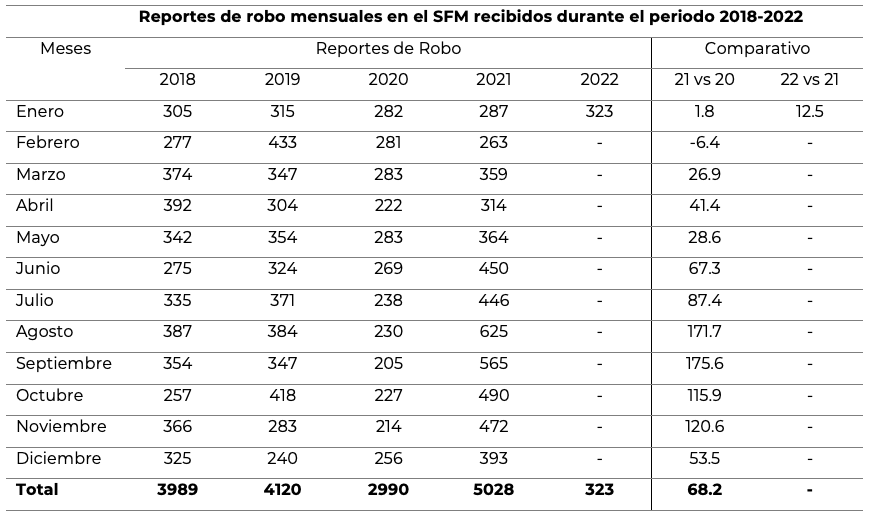 Reportes de robo mensuales en el SFM recibidos durante el periodo 2018-2022
Meses Reportes de Robo Comparativo
2018 2019 2020 2021 2022 21 vs 20 22 vs 21
Enero 305 315 282 287 323 1.8 12.5
Febrero 277 433 281 263 - -6.4 -
Marzo 374 347 283 359 - 26.9 -
Abril 392 304 222 314 - 41.4 -
Mayo 342 354 283 364 - 28.6 -
Junio 275 324 269 450 - 67.3 -
Julio 335 371 238 446 - 87.4 -
Agosto 387 384 230 625 - 171.7 -
Septiembre 354 347 205 565 - 175.6 -
Octubre 257 418 227 490 - 115.9 -
Noviembre 366 283 214 472 - 120.6 -
Diciembre 325 240 256 393 - 53.5 -
Total 3989 4120 2990 5028 323 68.2 -